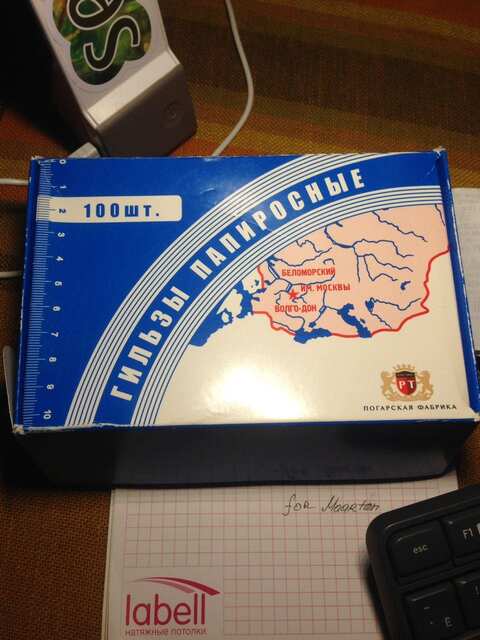 es
0
1
2
3
4
5
6
7
8
9
10
100шт.
ГИЛЬЗЫ ПАПИРОСНЫЕ
БЕЛОМОРСКИЙ
ИМ. МОСКВЫ
ВОЛГО-ДОН
РТ
ПОГАРСКАЯ ФАБРИКА
for Maarten
labell
натяжные потолки
esc
F1
Ё